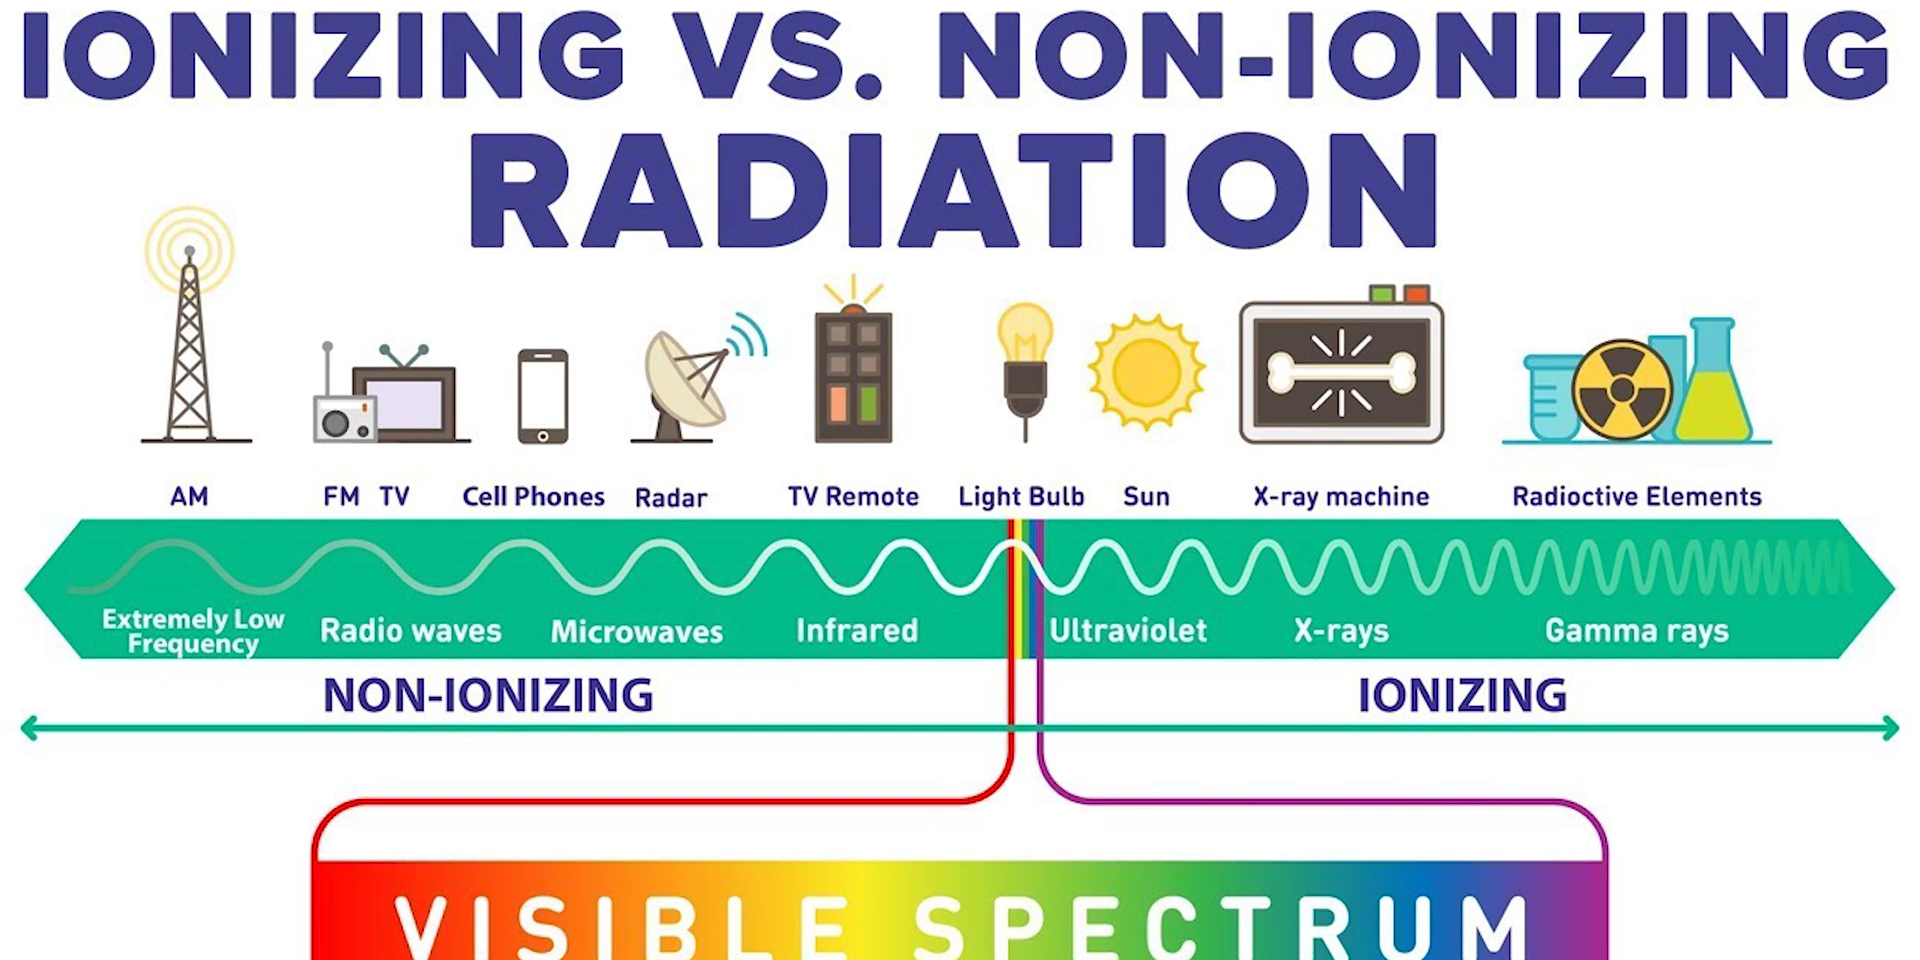 IONIZING VS. NON-IONIZING
RADIATION
AM FM TV Cell Phones Radar TV Remote Light Bulb Sun X-ray machine Radioctive Elements
Extremely Low
Frequency
Radio waves Microwaves Infrared Ultraviolet X-rays Gamma rays
NON-IONIZING IONIZING
VISIBLE SPECTRUM